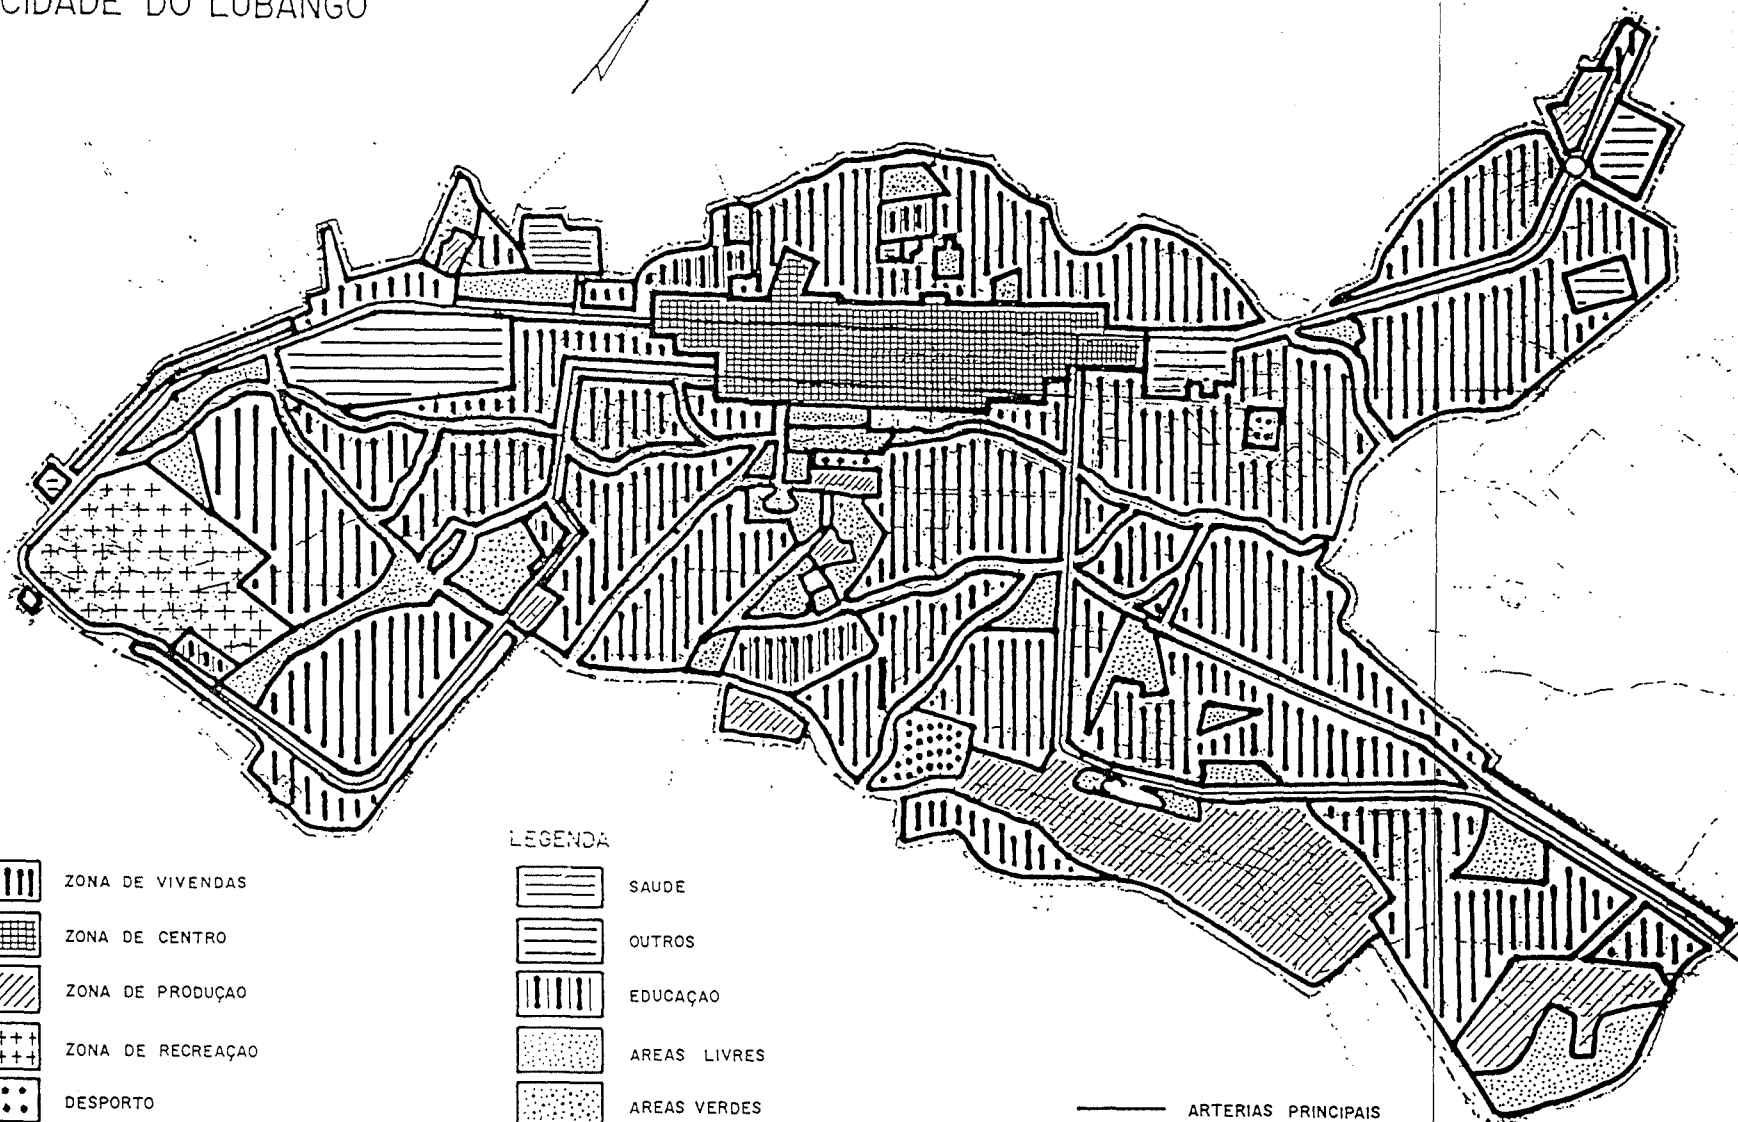 CIDADE DO LUBANGO
LEGENDA
ZONA DE VIVENDAS
ZONA DE CENTRO
ZONA DE PRODUÇAO
ZONA DE RECREAÇAO
DESPORTO
SAUDE
OUTROS
EDUCAÇAO
AREAS LIVRES
AREAS VERDES
ARTERIAS PRINCIPAIS